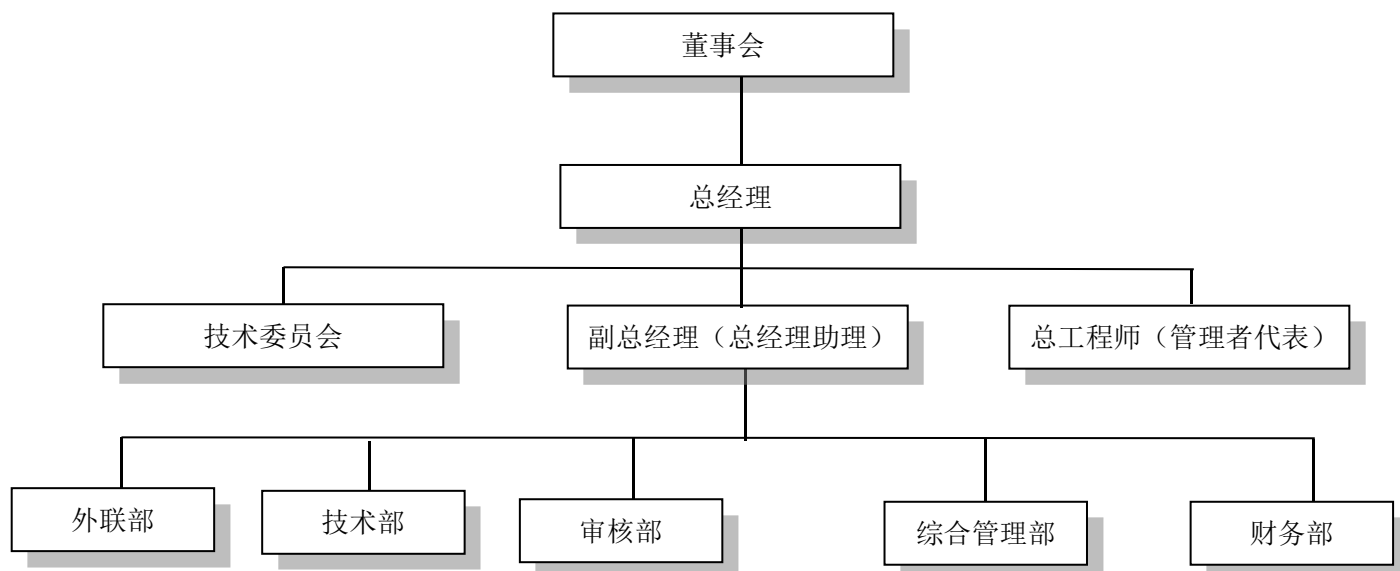 董事会
总经理
技术委员会
副总经理（总经理助理）
总工程师（管理者代表）
外联部
技术部
审核部
综合管理部
财务部